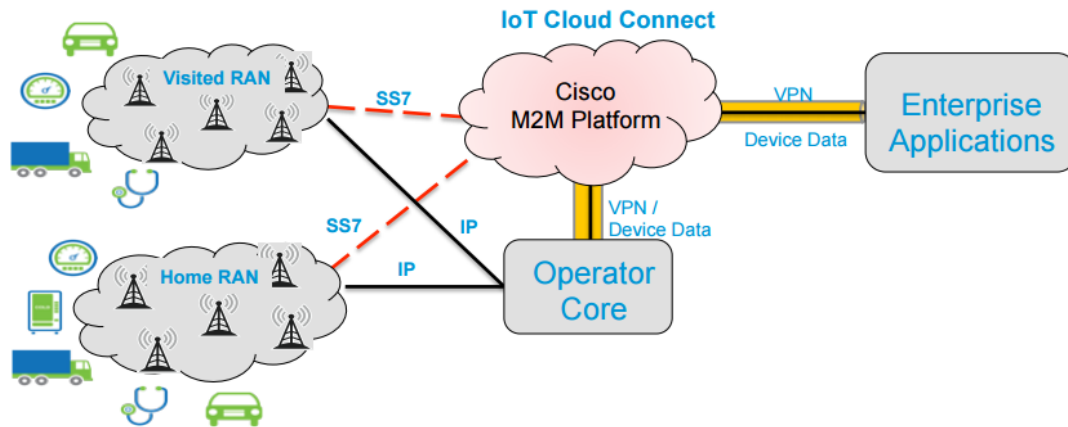 IoT Cloud Connect
Visited RAN
SS7
Cisco
M2M Platform
VPN
Device Data
Enterprise
Applications
SS7
IP
VPN /
Device Data
Home RAN
IP
Operator
Core